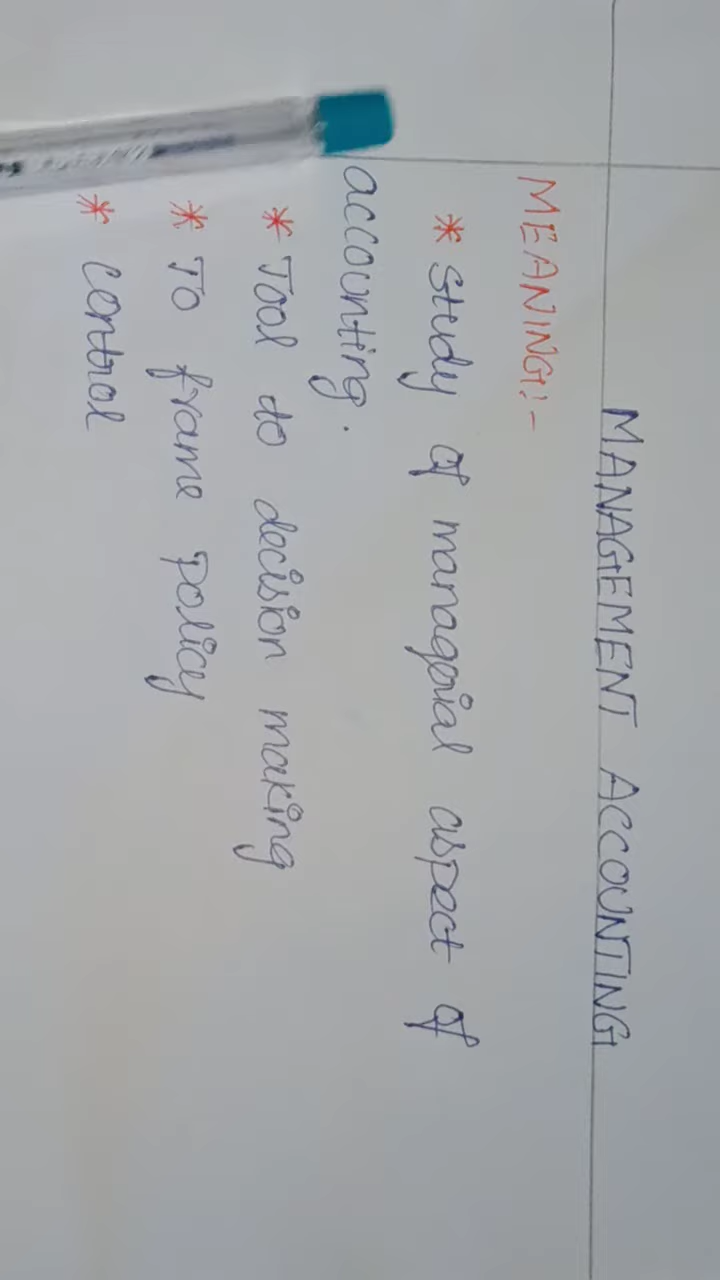 MANAGEMENT ACCOUNTING
MEANING:-
* Study of managerial aspect of
accounting.
* Tool to decision making
* To frame policy
* control